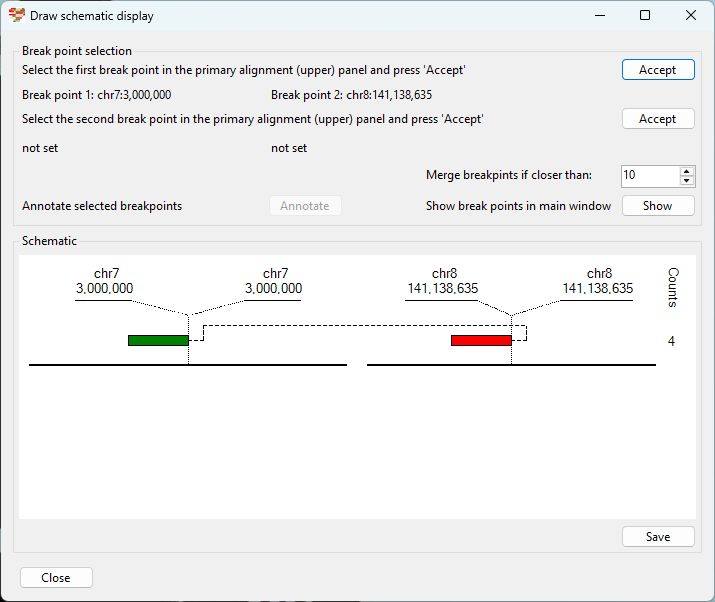 Draw schematic display
Break point selection
Select the first break point in the primary alignment (upper) panel and press 'Accept'
Accept
Break point 1: chr7:3,000,000
Break point 2: chr8:141,138,635
Select the second break point in the primary alignment (upper) panel and press 'Accept'
Accept
not set
not set
Merge breakpints if closer than:
10
Annotate selected breakpoints
Annotate
Show break points in main window
Show
Schematic
chr7
3,000,000
chr7
3,000,000
chr8
141,138,635
chr8
141,138,635
Counts
4
Save
Close